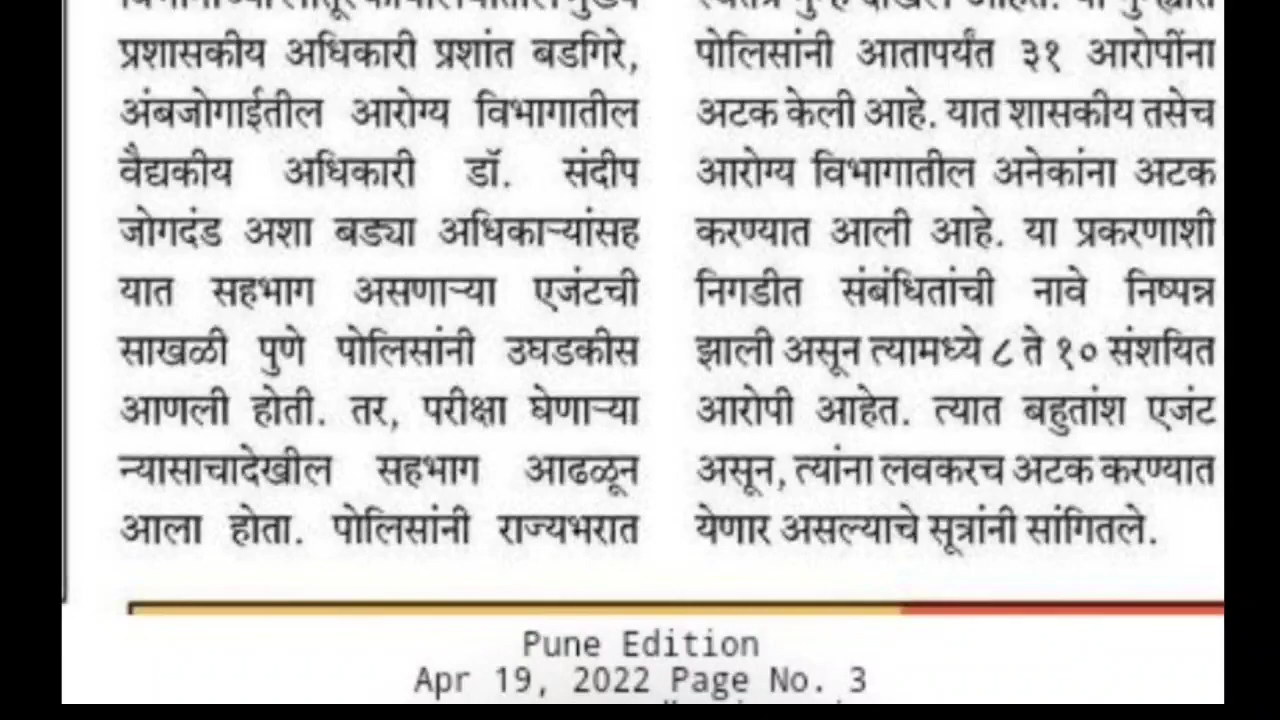 प्रशासकीय अधिकारी प्रशांत बडगिरे,
अंबजोगाईतील आरोग्य विभागातील
वैद्यकीय अधिकारी डॉ. संदीप
जोगदंड अशा बड्या अधिकाऱ्यांसह
यात सहभाग असणाऱ्या एजंटची
साखळी पुणे पोलिसांनी उघडकीस
आणली होती. तर, परीक्षा घेणाऱ्या
न्यासाचादेखील सहभाग आढळून
आला होता. पोलिसांनी राज्यभरात
पोलिसांनी आतापर्यंत ३१ आरोपींना
अटक केली आहे. यात शासकीय तसेच
आरोग्य विभागातील अनेकांना अटक
करण्यात आली आहे. या प्रकरणाशी
निगडीत संबंधितांची नावे निष्पन्न
झाली असून त्यामध्ये ८ ते १० संशयित
आरोपी आहेत. त्यात बहुतांश एजंट
असून, त्यांना लवकरच अटक करण्यात
येणार असल्याचे सूत्रांनी सांगितले.
Pune Edition
Apr 19, 2022 Page No. 3